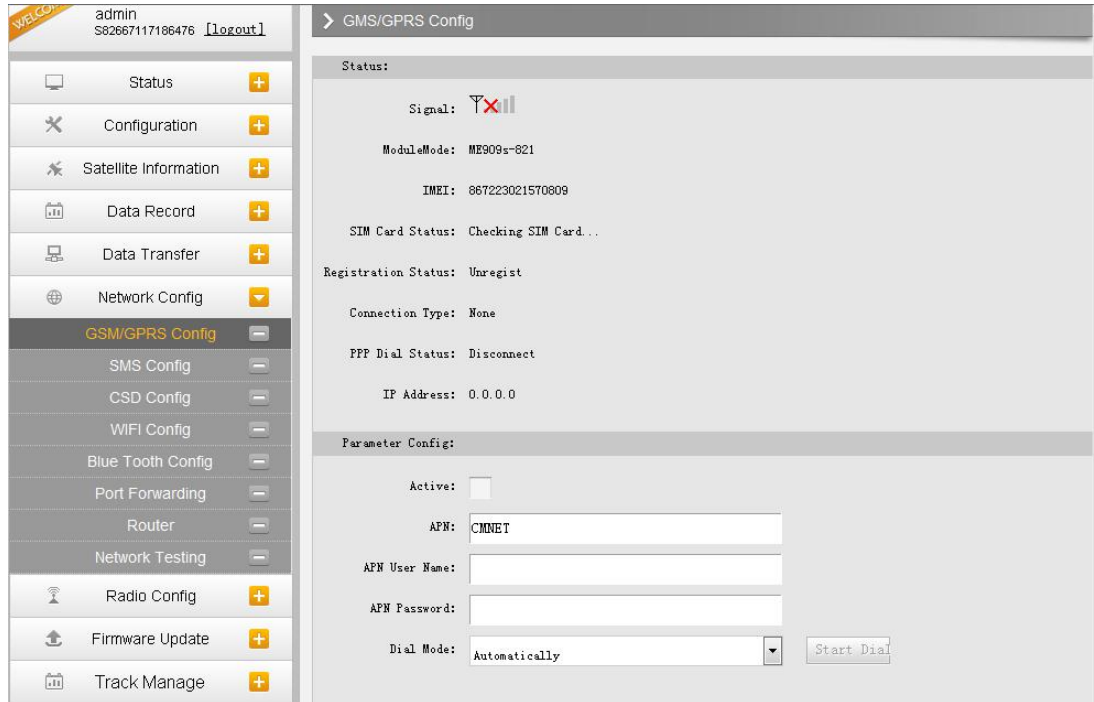 WELCOM
admin
S82667117186476 [logout]
Status
Configuration
Satellite Information
Data Record
Data Transfer
Network Config
GSM/GPRS Config
SMS Config
CSD Config
WIFI Config
Blue Tooth Config
Port Forwarding
Router
Network Testing
Radio Config
Firmware Update
Track Manage
GMS/GPRS Config
Status:
Signal:
ModuleMode: ME909s-821
IMEI: 867223021570809
SIM Card Status: Checking SIM Card...
Registration Status: Unregist
Connection Type: None
PPP Dial Status: Disconnect
IP Address: 0.0.0.0
Parameter Config:
Active:
APN: CMNET
APN User Name:
APN Password:
Dial Mode: Automatically Start Dial